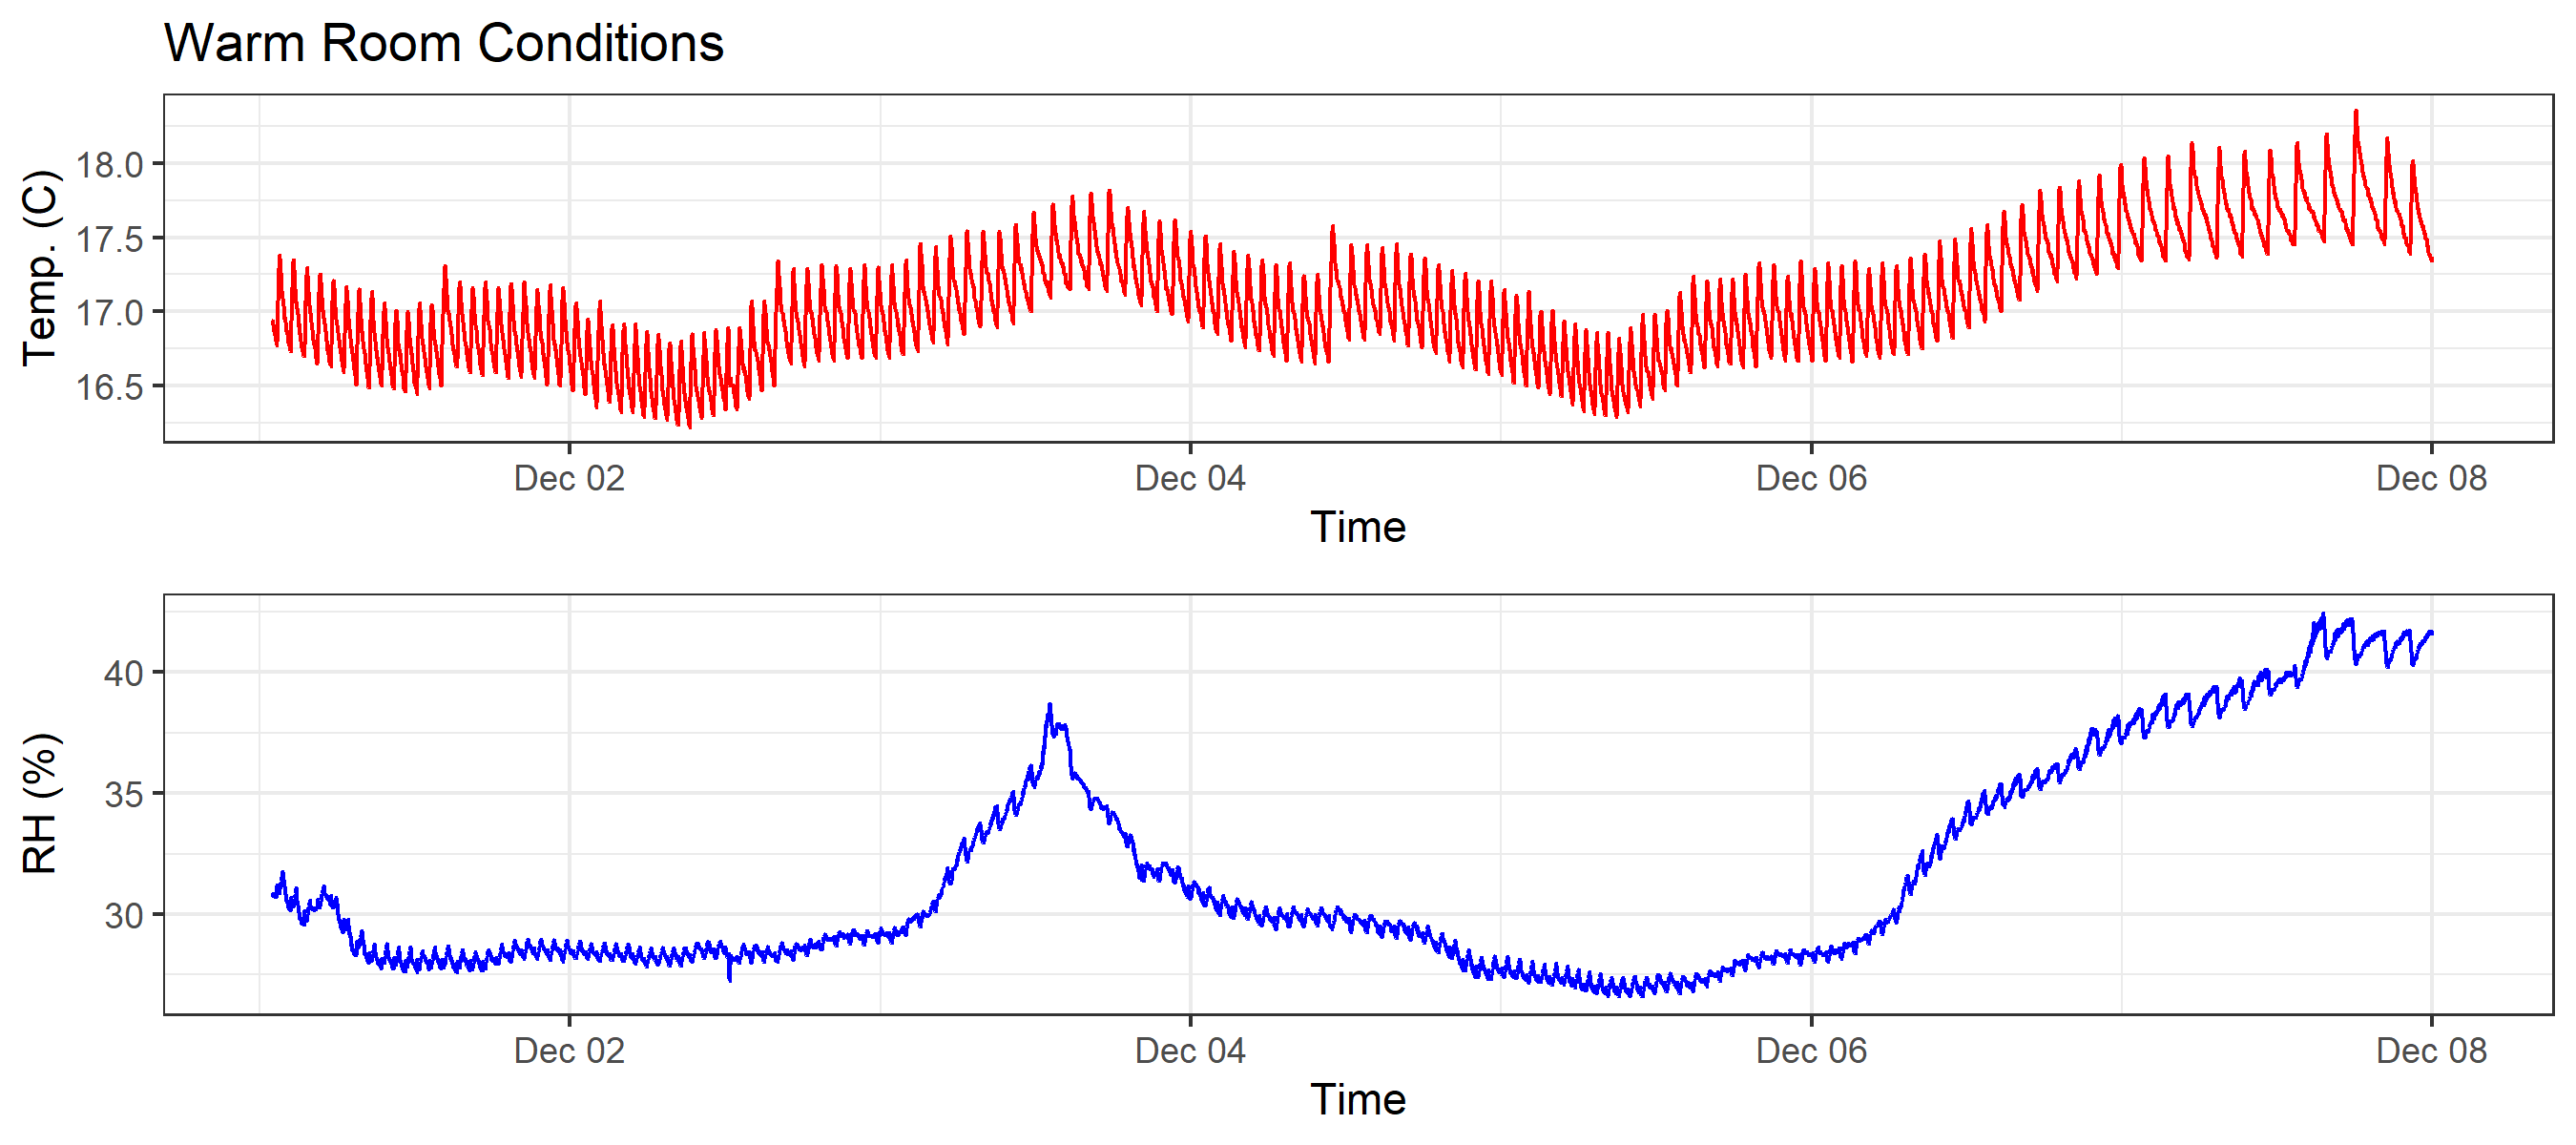 Warm Room Conditions
Temp. (C)
18.0
17.5
17.0
16.5
Dec 02 Dec 04 Dec 06 Dec 08
Time
RH (%)
40
35
30
Dec 02 Dec 04 Dec 06 Dec 08
Time